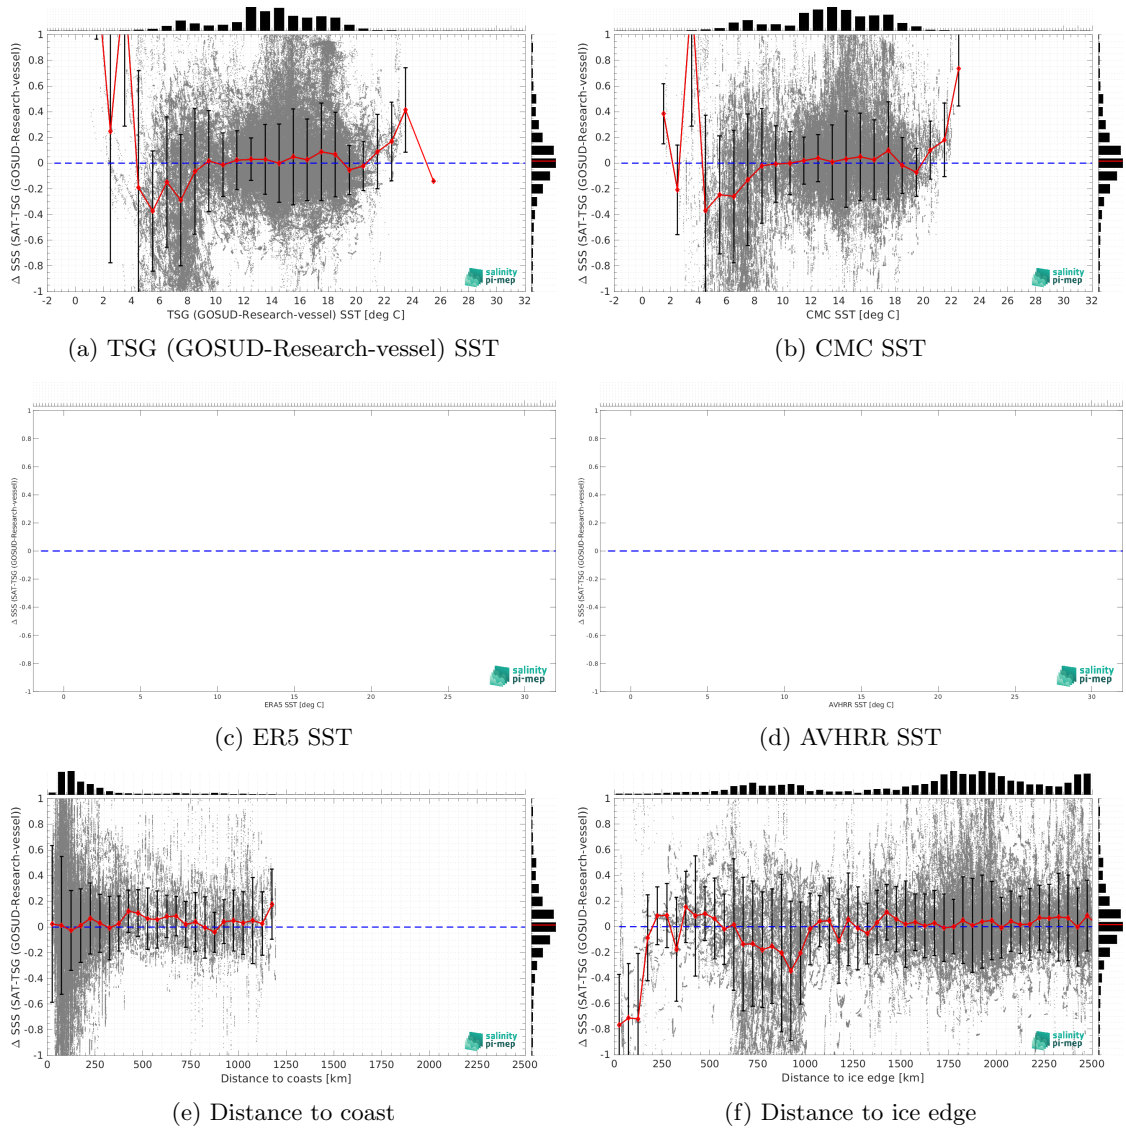 Δ SSS (SAT-TSG (GOSUD-Research-vessel))
1
0.8
0.6
0.4
0.2
0
-0.2
-0.4
-0.6
-0.8
-1
salinity
pi-mep
-2 0 2 4 6 8 10 12 14 16 18 20 22 24 26 28 30 32
TSG (GOSUD-Research-vessel) SST [deg C]
(a) TSG (GOSUD-Research-vessel) SST
Δ SSS (SAT-TSG (GOSUD-Research-vessel))
1
0.8
0.6
0.4
0.2
0
-0.2
-0.4
-0.6
-0.8
-1
salinity
pi-mep
-2 0 2 4 6 8 10 12 14 16 18 20 22 24 26 28 30 32
CMC SST [deg C]
(b) CMC SST
Δ SSS (SAT-TSG (GOSUD-Research-vessel))
1
0.8
0.6
0.4
0.2
0
-0.2
-0.4
-0.6
-0.8
-1
salinity
pi-mep
0 5 10 15 20 25 30
ERA5 SST [deg C]
(c) ER5 SST
Δ SSS (SAT-TSG (GOSUD-Research-vessel))
1
0.8
0.6
0.4
0.2
0
-0.2
-0.4
-0.6
-0.8
-1
salinity
pi-mep
0 5 10 15 20 25 30
AVHRR SST [deg C]
(d) AVHRR SST
Δ SSS (SAT-TSG (GOSUD-Research-vessel))
1
0.8
0.6
0.4
0.2
0
-0.2
-0.4
-0.6
-0.8
-1
salinity
pi-mep
0 250 500 750 1000 1250 1500 1750 2000 2250 2500
Distance to coasts [km]
(e) Distance to coast
Δ SSS (SAT-TSG (GOSUD-Research-vessel))
1
0.8
0.6
0.4
0.2
0
-0.2
-0.4
-0.6
-0.8
-1
salinity
pi-mep
0 250 500 750 1000 1250 1500 1750 2000 2250 2500
Distance to ice edge [km]
(f) Distance to ice edge